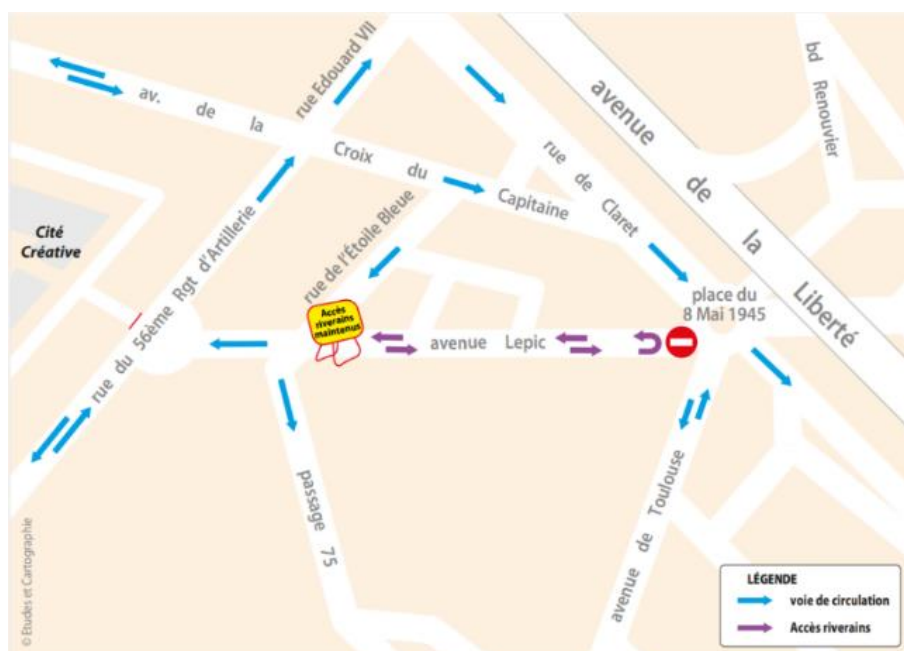 avenue de la Liberté
bd Renouvier
rue Edouard VII
av. de la Croix du Capitaine
rue de Claret
rue de l'Étoile Bleue
Cité
Créative
rue du 56ème Rgt d'Artillerie
Accès
riverains
maintenus
place du
8 Mai 1945
avenue Lepic
passage 75
avenue de Toulouse
LÉGENDE
voie de circulation
Accès riverains
© Etudes et Cartographie